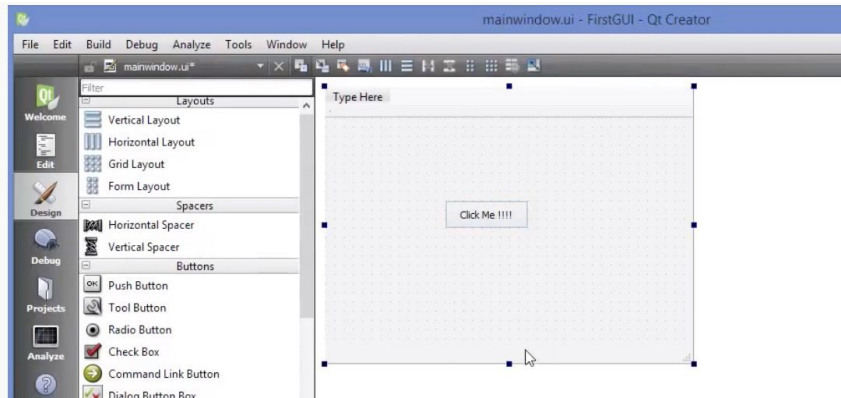 mainwindow.ui - FirstGUI - Qt Creator
File Edit Build Debug Analyze Tools Window Help
mainwindow.ui*
Filter
Layouts
Vertical Layout
Horizontal Layout
Grid Layout
Form Layout
Spacers
Horizontal Spacer
Vertical Spacer
Buttons
OK Push Button
Tool Button
Radio Button
Check Box
Command Link Button
Dialog Button Box
Qt
Welcome
Edit
Design
Debug
Projects
Analyze
Type Here
Click Me !!!!